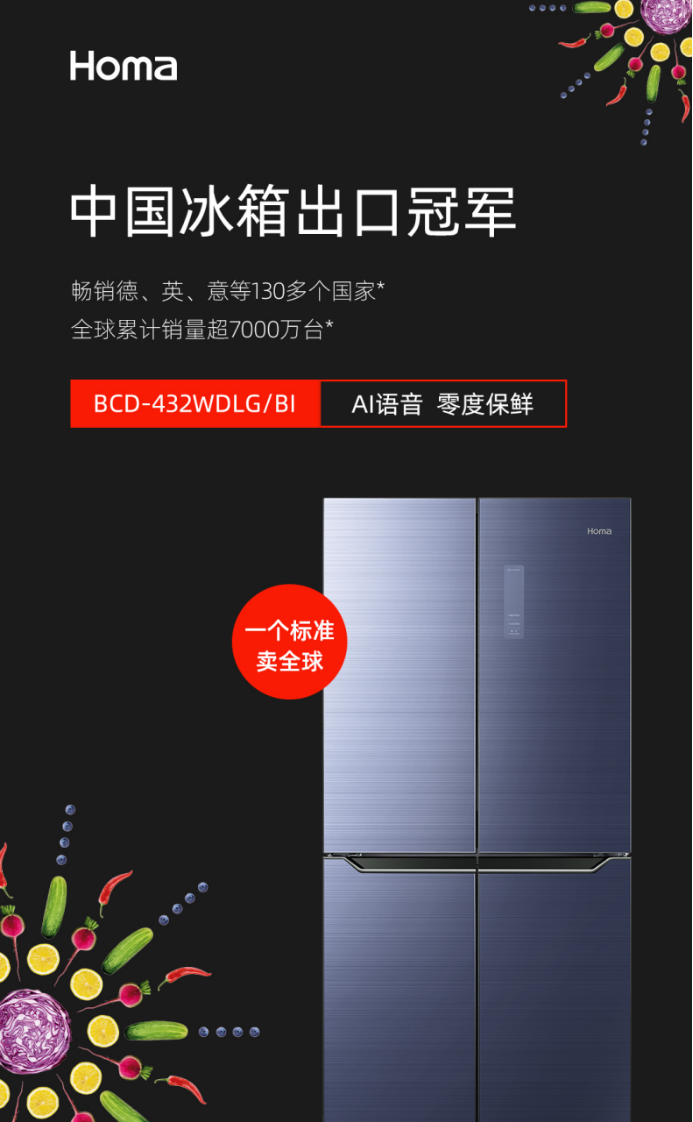 Homa
中国冰箱出口冠军
畅销德、英、意等130多个国家*
全球累计销量超7000万台*
BCD-432WDLG/BI AI语音 零度保鲜
Homa
一个标准
卖全球